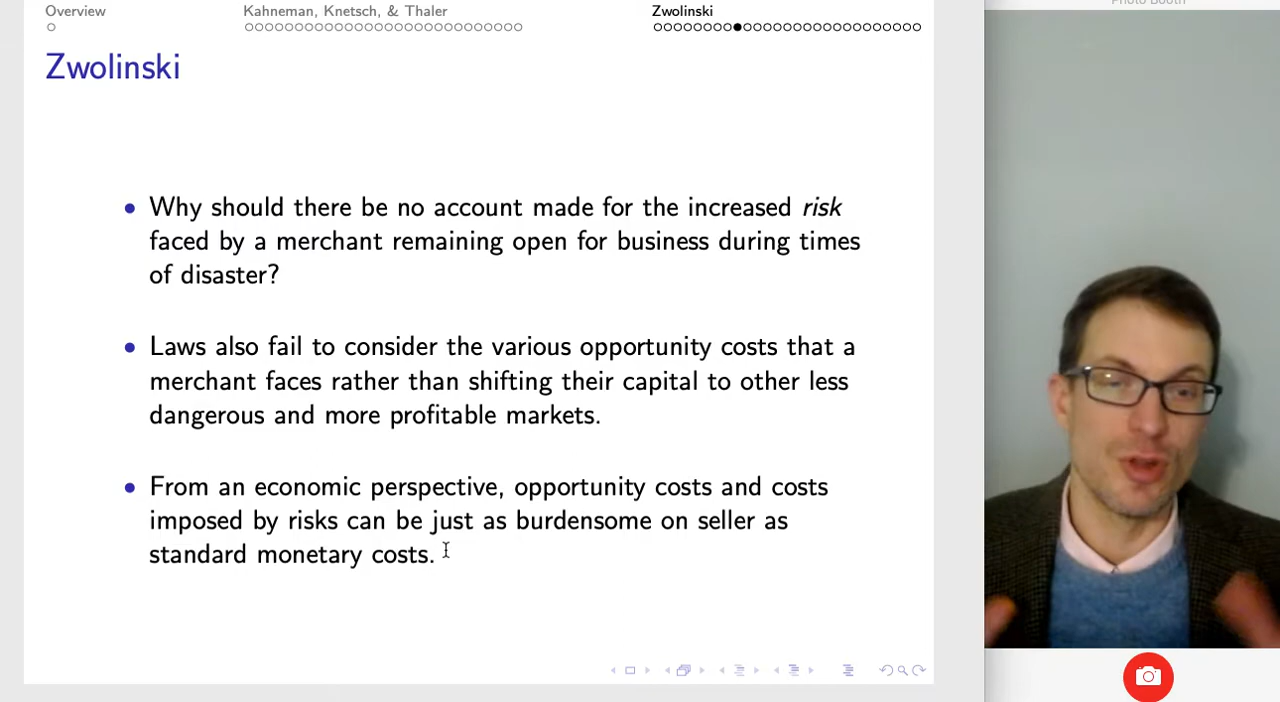 Overview
Kahneman, Knetsch, & Thaler
Zwolinski
Photo Booth
Zwolinski
• Why should there be no account made for the increased risk
faced by a merchant remaining open for business during times
of disaster?
• Laws also fail to consider the various opportunity costs that a
merchant faces rather than shifting their capital to other less
dangerous and more profitable markets.
• From an economic perspective, opportunity costs and costs
imposed by risks can be just as burdensome on seller as
standard monetary costs.